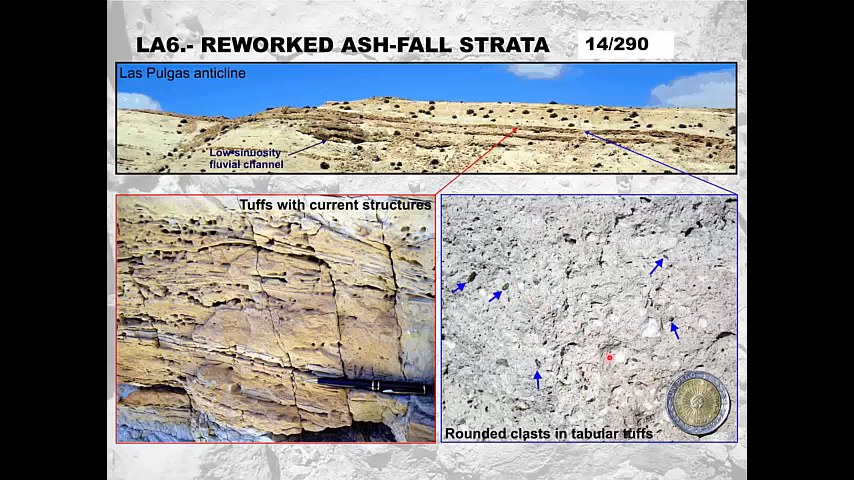 LA6.- REWORKED ASH-FALL STRATA
14/290
Las Pulgas anticline
Low-sinuosity
fluvial channel
Tuffs with current structures
Rounded clasts in tabular tuffs